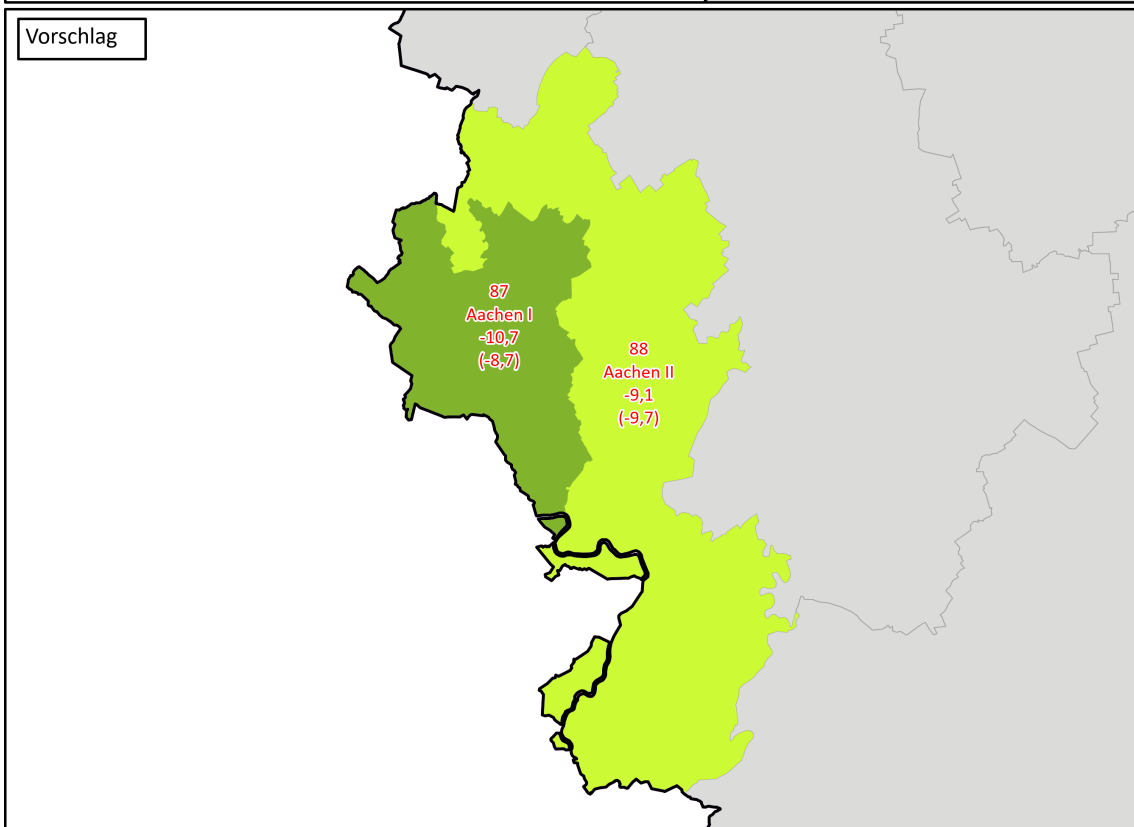 Vorschlag
87
Aachen I
-10,7
(-8,7)
88
Aachen II
-9,1
(-9,7)